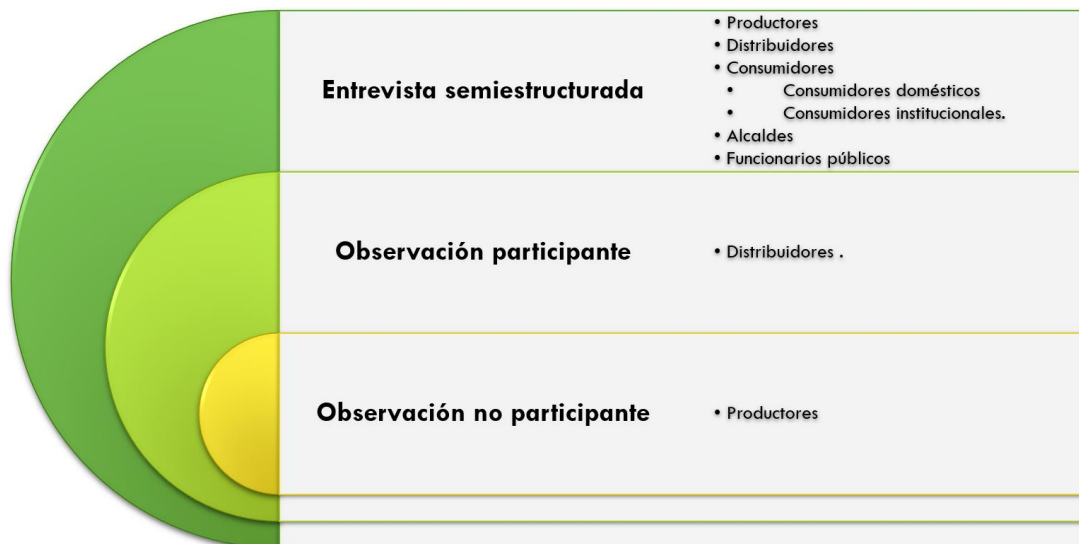 Entrevista semiestructurada
• Productores
• Distribuidores
• Consumidores
• Consumidores domésticos
• Consumidores institucionales.
• Alcaldes
• Funcionarios públicos
Observación participante
• Distribuidores .
Observación no participante
• Productores